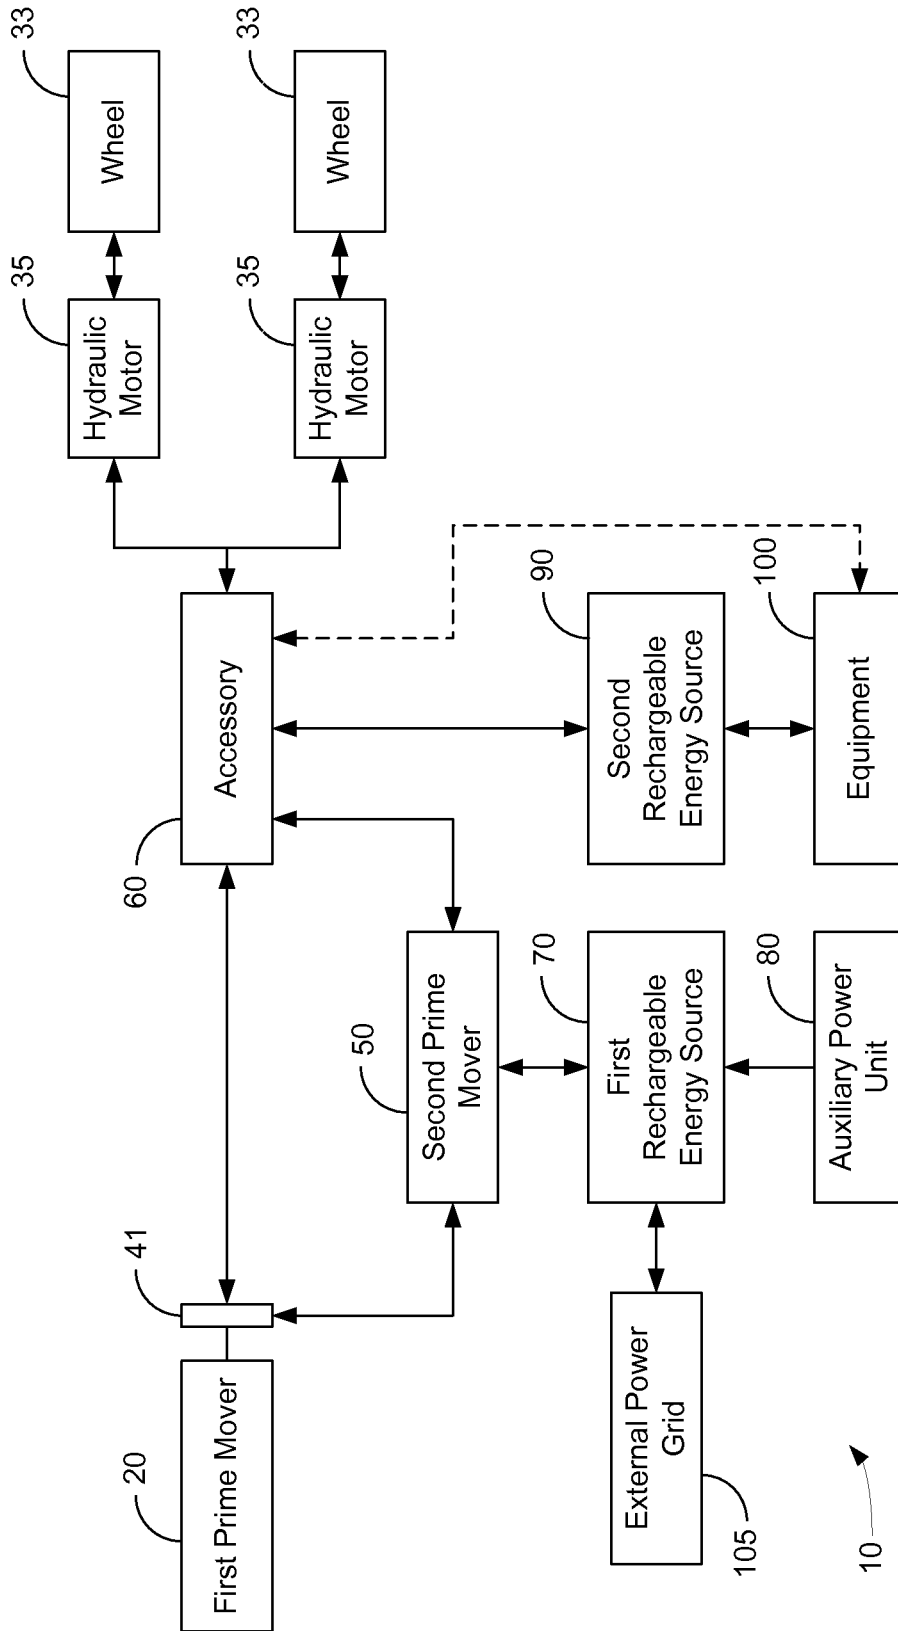 20
First Prime Mover
41
60
Accessory
35
Hydraulic
Motor
33
Wheel
35
Hydraulic
Motor
33
Wheel
50
Second Prime
Mover
105
External Power
Grid
70
First
Rechargeable
Energy Source
90
Second
Rechargeable
Energy Source
80
Auxiliary Power
Unit
100
Equipment
10